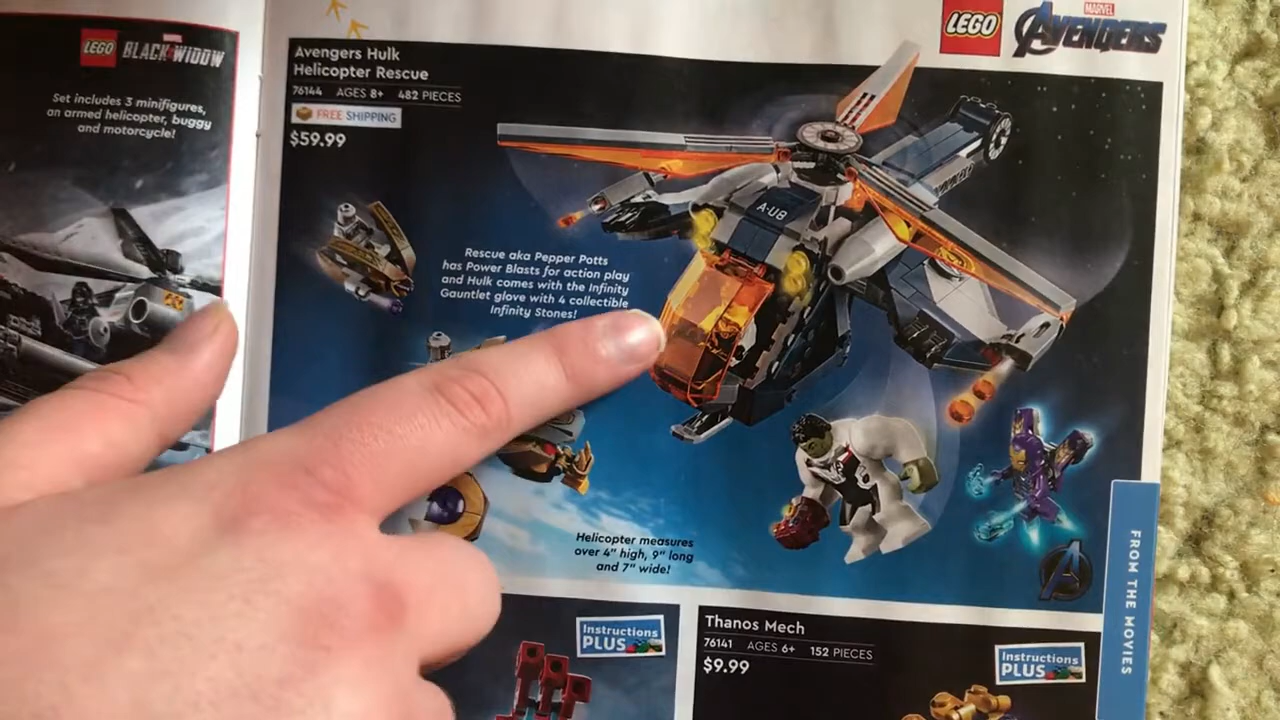 LEGO
MARVEL
BLACK WIDOW
Set includes 3 minifigures,
an armed helicopter, buggy
and motorcycle!
LEGO
MARVEL
AVENGERS
Avengers Hulk
Helicopter Rescue
76144 AGES 8+ 482 PIECES
FREE SHIPPING
$59.99
A-U8
Rescue aka Pepper Potts
has Power Blasts for action play
and Hulk comes with the Infinity
Gauntlet glove with 4 collectible
Infinity Stones!
Helicopter measures
over 4" high, 9" long
and 7" wide!
FROM THE MOVIES
Instructions
PLUS
Thanos Mech
76141 AGES 6+ 152 PIECES
$9.99
Instructions
PLUS